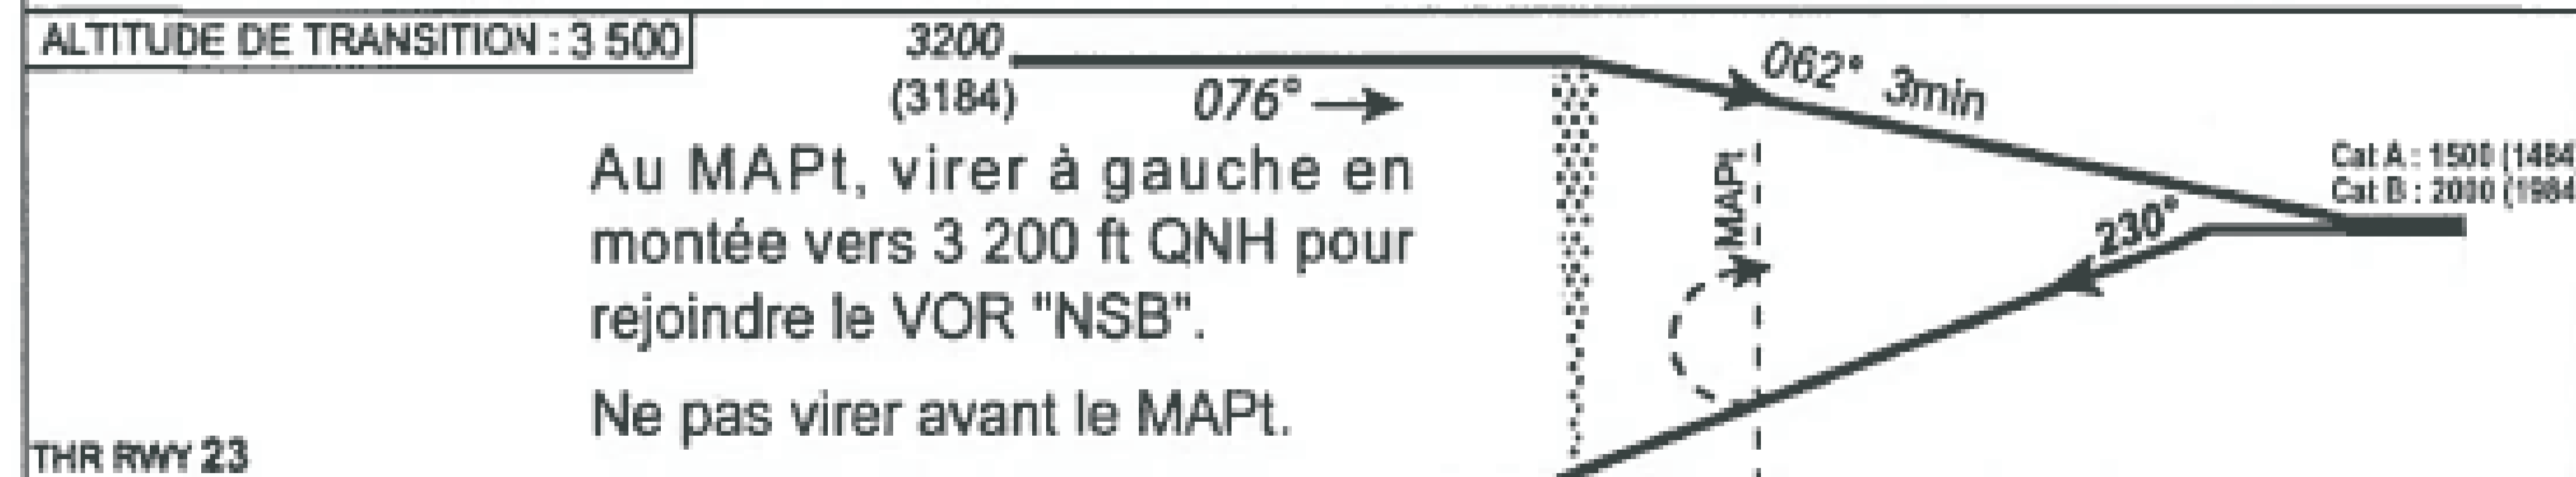 ALTITUDE DE TRANSITION : 3 500
3200
(3184)
076°
062° 3min
Au MAPt, virer à gauche en
montée vers 3 200 ft QNH pour
rejoindre le VOR "NSB".
Ne pas virer avant le MAPt.
MAPt
Cat A : 1500 (1484
Cat B : 2000 (1984
230°
THR RWY 23